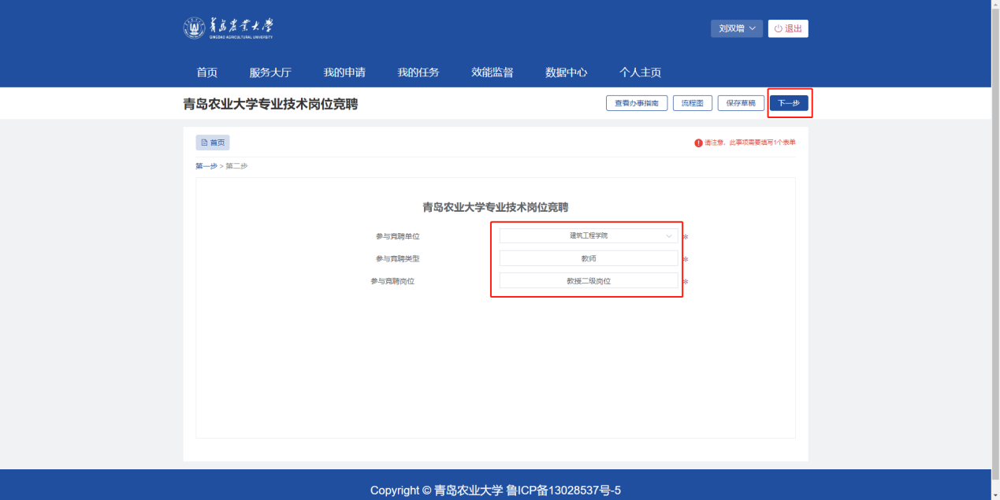 青岛农业大学
QINGDAO AGRICULTURAL UNIVERSITY
刘双增 退出
首页 服务大厅 我的申请 我的任务 效能监督 数据中心 个人主页
青岛农业大学专业技术岗位竞聘 查看办事指南 流程图 保存草稿 下一步
首页 请注意，此事项需要填写1个表单
第一步 > 第二步
青岛农业大学专业技术岗位竞聘
参与竞聘单位 建筑工程学院 *
参与竞聘类型 教师 *
参与竞聘岗位 教授二级岗位 *
Copyright © 青岛农业大学 鲁ICP备13028537号-5